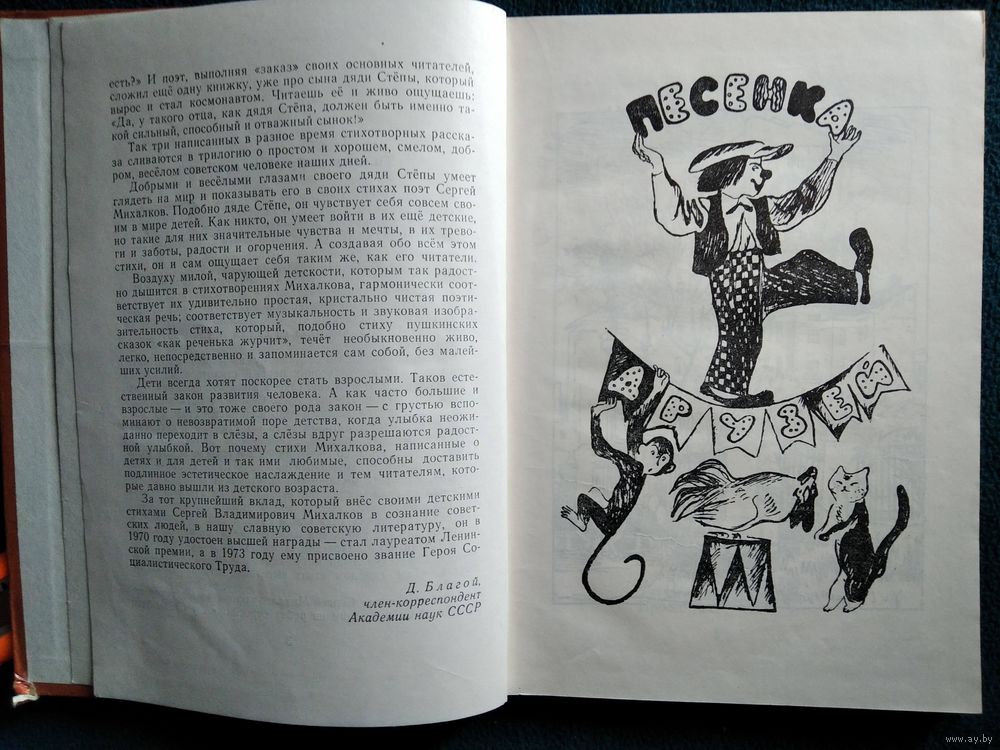 есть?» И поэт, выполняя «заказ» своих основных читателей,
сложил ещё одну книжку, уже про сына дяди Стёпы, который
вырос и стал космонавтом. Читаешь её и живо ощущаешь:
«Да, у такого отца, как дядя Стёпа, должен быть именно та-
кой сильный, способный и отважный сынок!»
Так три написанных в разное время стихотворных расска-
за сливаются в трилогию о простом и хорошем, смелом, доб-
ром, весёлом советском человеке наших дней.
Добрыми и весёлыми глазами своего дяди Стёпы умеет
глядеть на мир и показывать его в своих стихах поэт Сергей
Михалков. Подобно дяде Стёпе, он чувствует себя совсем сво-
им в мире детей. Как никто, он умеет войти в их ещё детские,
но такие для них значительные чувства и мечты, в их трево-
ги и заботы, радости и огорчения. А создавая обо всём этом
стихи, он и сам ощущает себя таким же, как его читатели.
Воздуху милой, чарующей детскости, которым так радост-
но дышится в стихотворениях Михалкова, гармонически соот-
ветствует их удивительно простая, кристально чистая поэти-
ческая речь; соответствует музыкальность и звуковая изобра-
зительность стиха, который, подобно стиху пушкинских
сказок «как реченька журчит», течёт необыкновенно живо,
легко, непосредственно и запоминается сам собой, без малей-
ших усилий.
Дети всегда хотят поскорее стать взрослыми. Таков есте-
ственный закон развития человека. А как часто большие и
взрослые — и это тоже своего рода закон — с грустью вспо-
минают о невозвратимой поре детства, когда улыбка неожи-
данно переходит в слёзы, а слёзы вдруг разрешаются радост-
ной улыбкой. Вот почему стихи Михалкова, написанные о
детях и для детей и так ими любимые, способны доставить
подлинное эстетическое наслаждение и тем читателям, кото-
рые давно вышли из детского возраста.
За тот крупнейший вклад, который внёс своими детскими
стихами Сергей Владимирович Михалков в сознание совет-
ских людей, в нашу славную советскую литературу, он в
1970 году удостоен высшей награды — стал лауреатом Ленин-
ской премии, а в 1973 году ему присвоено звание Героя Со-
циалистического Труда.
Д. Благой,
член-корреспондент
Академии наук СССР
ПЕСЕНКА
ДРУЗЕЙ
www.ay.by